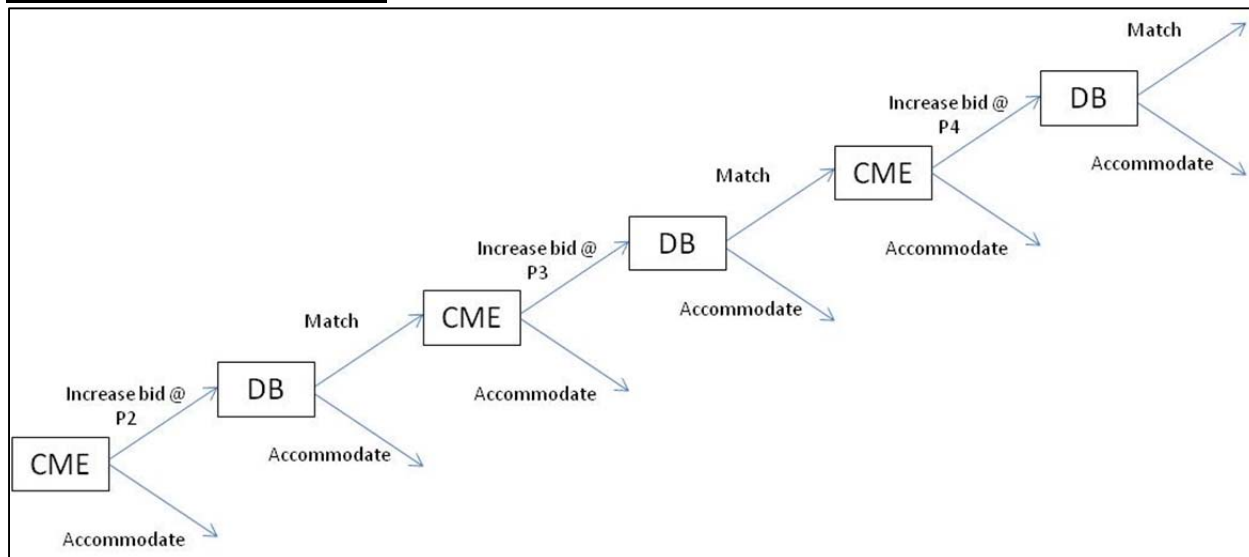 Match
Increase bid @
P4
DB
Accommodate
Match
CME
Increase bid @
P3
DB
Accommodate
Match
CME
Accommodate
Increase bid @
P2
DB
Accommodate
CME
Accommodate
Accommodate